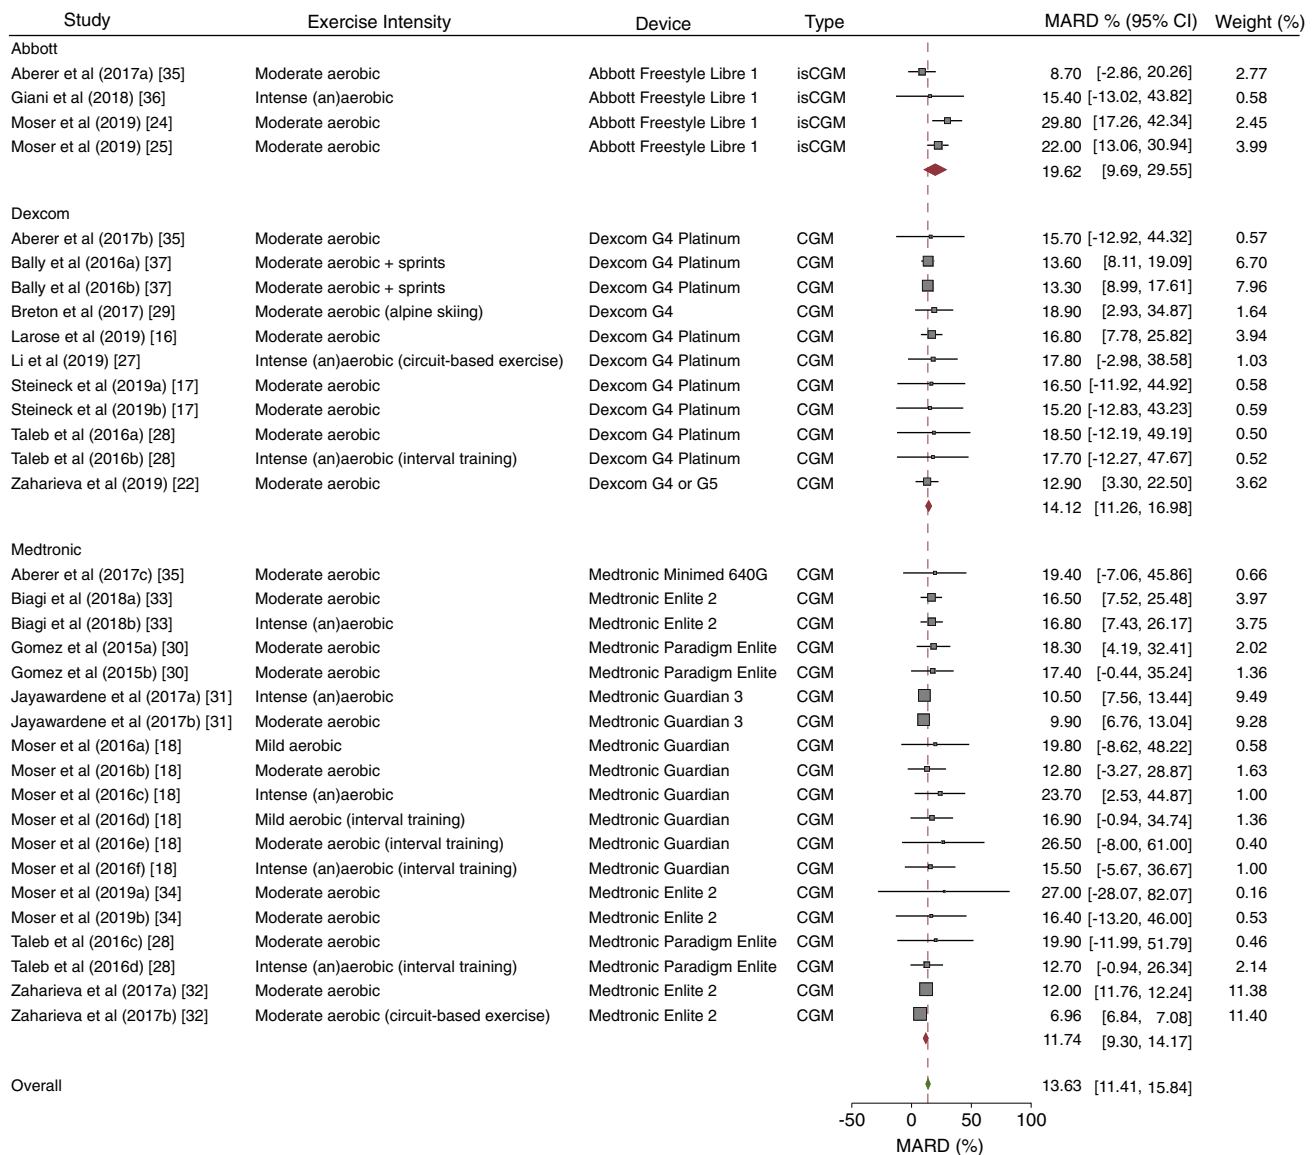 Study Exercise Intensity Device Type MARD % (95% CI) Weight (%)
Abbott
Aberer et al (2017a) [35] Moderate aerobic Abbott Freestyle Libre 1 isCGM 8.70 [-2.86, 20.26] 2.77
Giani et al (2018) [36] Intense (an)aerobic Abbott Freestyle Libre 1 isCGM 15.40 [-13.02, 43.82] 0.58
Moser et al (2019) [24] Moderate aerobic Abbott Freestyle Libre 1 isCGM 29.80 [17.26, 42.34] 2.45
Moser et al (2019) [25] Moderate aerobic Abbott Freestyle Libre 1 isCGM 22.00 [13.06, 30.94] 3.99
19.62 [9.69, 29.55]
Dexcom
Aberer et al (2017b) [35] Moderate aerobic Dexcom G4 Platinum CGM 15.70 [-12.92, 44.32] 0.57
Bally et al (2016a) [37] Moderate aerobic + sprints Dexcom G4 Platinum CGM 13.60 [8.11, 19.09] 6.70
Bally et al (2016b) [37] Moderate aerobic + sprints Dexcom G4 Platinum CGM 13.30 [8.99, 17.61] 7.96
Breton et al (2017) [29] Moderate aerobic (alpine skiing) Dexcom G4 CGM 18.90 [2.93, 34.87] 1.64
Larose et al (2019) [16] Moderate aerobic Dexcom G4 Platinum CGM 16.80 [7.78, 25.82] 3.94
Li et al (2019) [27] Intense (an)aerobic (circuit-based exercise) Dexcom G4 Platinum CGM 17.80 [-2.98, 38.58] 1.03
Steineck et al (2019a) [17] Moderate aerobic Dexcom G4 Platinum CGM 16.50 [-11.92, 44.92] 0.58
Steineck et al (2019b) [17] Moderate aerobic Dexcom G4 Platinum CGM 15.20 [-12.83, 43.23] 0.59
Taleb et al (2016a) [28] Moderate aerobic Dexcom G4 Platinum CGM 18.50 [-12.19, 49.19] 0.50
Taleb et al (2016b) [28] Intense (an)aerobic (interval training) Dexcom G4 Platinum CGM 17.70 [-12.27, 47.67] 0.52
Zaharieva et al (2019) [22] Moderate aerobic Dexcom G4 or G5 CGM 12.90 [3.30, 22.50] 3.62
14.12 [11.26, 16.98]
Medtronic
Aberer et al (2017c) [35] Moderate aerobic Medtronic Minimed 640G CGM 19.40 [-7.06, 45.86] 0.66
Biagi et al (2018a) [33] Moderate aerobic Medtronic Enlite 2 CGM 16.50 [7.52, 25.48] 3.97
Biagi et al (2018b) [33] Intense (an)aerobic Medtronic Enlite 2 CGM 16.80 [7.43, 26.17] 3.75
Gomez et al (2015a) [30] Moderate aerobic Medtronic Paradigm Enlite CGM 18.30 [4.19, 32.41] 2.02
Gomez et al (2015b) [30] Moderate aerobic Medtronic Paradigm Enlite CGM 17.40 [-0.44, 35.24] 1.36
Jayawardene et al (2017a) [31] Intense (an)aerobic Medtronic Guardian 3 CGM 10.50 [7.56, 13.44] 9.49
Jayawardene et al (2017b) [31] Moderate aerobic Medtronic Guardian 3 CGM 9.90 [6.76, 13.04] 9.28
Moser et al (2016a) [18] Mild aerobic Medtronic Guardian CGM 19.80 [-8.62, 48.22] 0.58
Moser et al (2016b) [18] Moderate aerobic Medtronic Guardian CGM 12.80 [-3.27, 28.87] 1.63
Moser et al (2016c) [18] Intense (an)aerobic Medtronic Guardian CGM 23.70 [2.53, 44.87] 1.00
Moser et al (2016d) [18] Mild aerobic (interval training) Medtronic Guardian CGM 16.90 [-0.94, 34.74] 1.36
Moser et al (2016e) [18] Moderate aerobic (interval training) Medtronic Guardian CGM 26.50 [-8.00, 61.00] 0.40
Moser et al (2016f) [18] Intense (an)aerobic (interval training) Medtronic Guardian CGM 15.50 [-5.67, 36.67] 1.00
Moser et al (2019a) [34] Moderate aerobic Medtronic Enlite 2 CGM 27.00 [-28.07, 82.07] 0.16
Moser et al (2019b) [34] Moderate aerobic Medtronic Enlite 2 CGM 16.40 [-13.20, 46.00] 0.53
Taleb et al (2016c) [28] Moderate aerobic Medtronic Paradigm Enlite CGM 19.90 [-11.99, 51.79] 0.46
Taleb et al (2016d) [28] Intense (an)aerobic (interval training) Medtronic Paradigm Enlite CGM 12.70 [-0.94, 26.34] 2.14
Zaharieva et al (2017a) [32] Moderate aerobic Medtronic Enlite 2 CGM 12.00 [11.76, 12.24] 11.38
Zaharieva et al (2017b) [32] Moderate aerobic (circuit-based exercise) Medtronic Enlite 2 CGM 6.96 [6.84, 7.08] 11.40
11.74 [9.30, 14.17]
Overall 13.63 [11.41, 15.84]
-50 0 50 100
MARD (%)